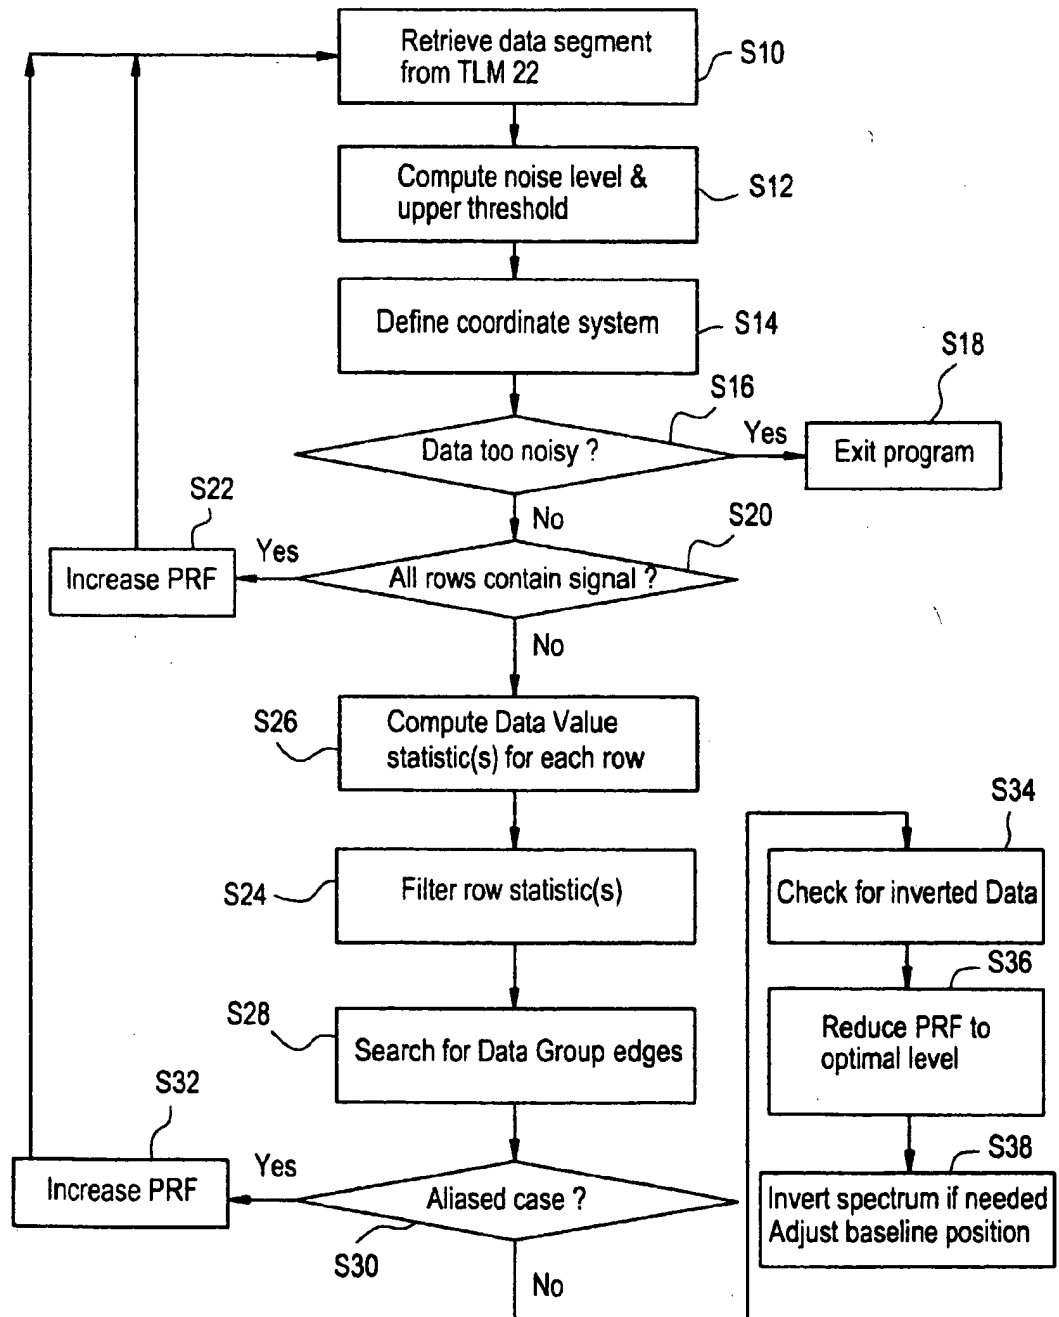 Retrieve data segment
from TLM 22
S10
Compute noise level &
upper threshold
S12
Define coordinate system
S14
S16
S18
Data too noisy ?
Yes
Exit program
No
S20
S22
Yes
Increase PRF
All rows contain signal ?
No
S26
Compute Data Value
statistic(s) for each row
S24
Filter row statistic(s)
S28
Search for Data Group edges
S32
Yes
Increase PRF
Aliased case ?
S30
No
S34
Check for inverted Data
S36
Reduce PRF to
optimal level
S38
Invert spectrum if needed
Adjust baseline position